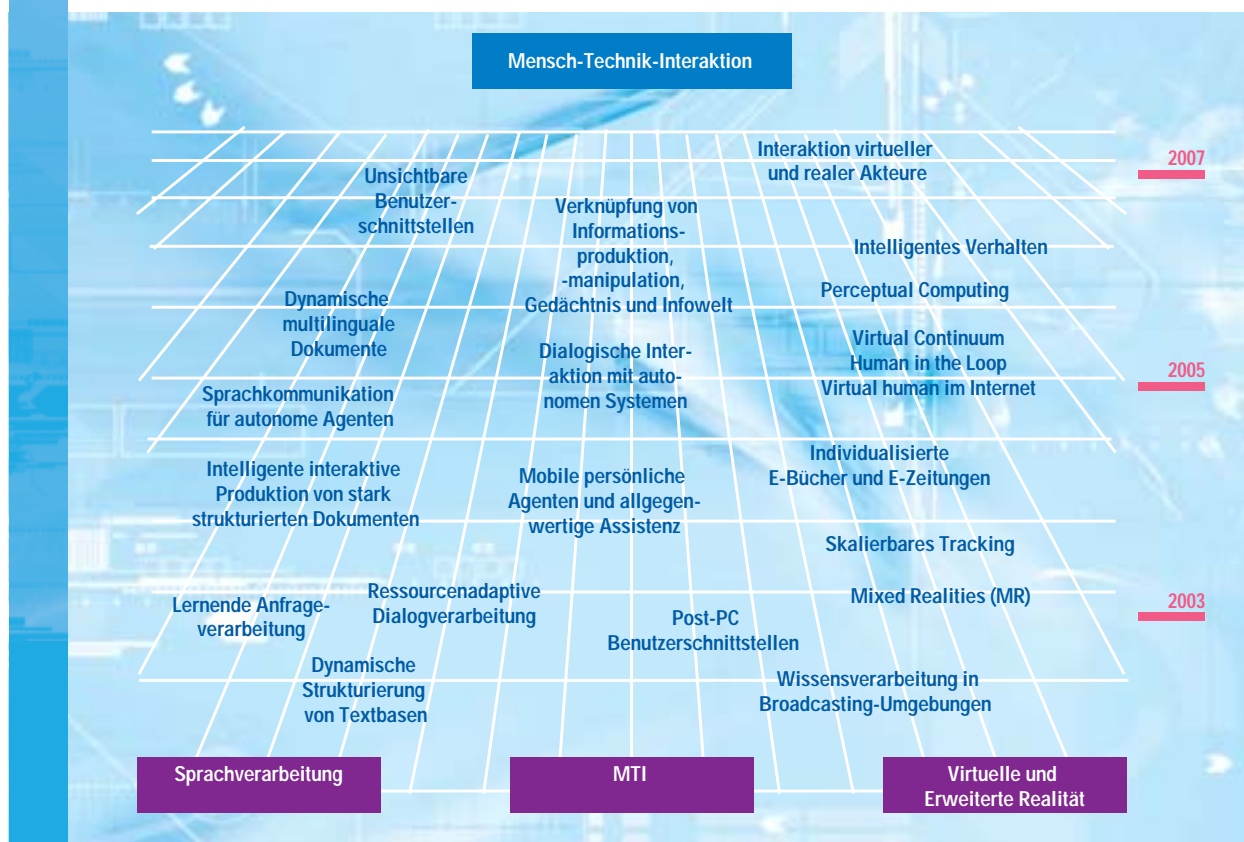 Mensch-Technik-Interaktion
Interaktion virtueller
und realer Akteure
2007
Unsichtbare
Benutzer-
schnittstellen
Verknüpfung von
Informations-
produktion,
-manipulation,
Gedächtnis und Infowelt
Intelligentes Verhalten
Perceptual Computing
Dynamische
multilinguale
Dokumente
Dialogische Inter-
aktion mit auto-
nomen Systemen
Virtual Continuum
Human in the Loop
Virtual human im Internet
2005
Sprachkommunikation
für autonome Agenten
Individualisierte
E-Bücher und E-Zeitungen
Intelligente interaktive
Produktion von stark
strukturierten Dokumenten
Mobile persönliche
Agenten und allgegen-
wertige Assistenz
Skalierbares Tracking
Ressourcenadaptive
Dialogverarbeitung
Mixed Realities (MR)
2003
Lernende Anfrage-
verarbeitung
Post-PC
Benutzerschnittstellen
Dynamische
Strukturierung
von Textbasen
Wissensverarbeitung in
Broadcasting-Umgebungen
Sprachverarbeitung
MTI
Virtuelle und
Erweiterte Realität